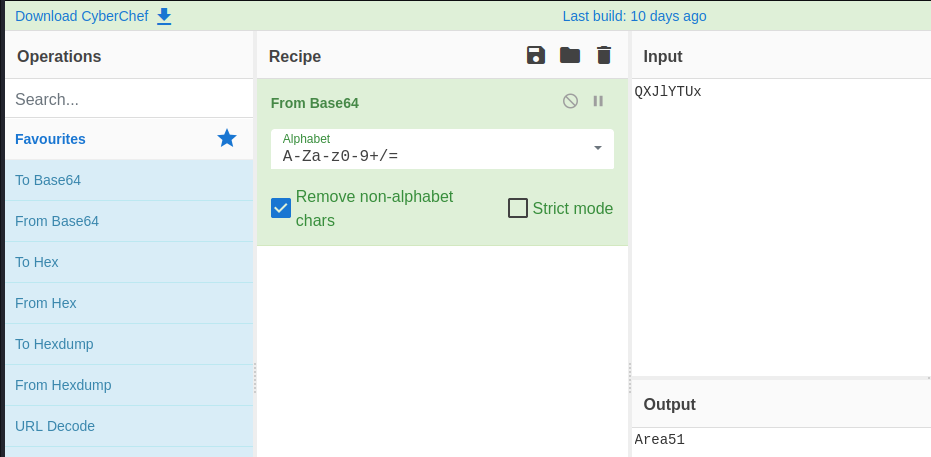 Download CyberChef
Last build: 10 days ago
Operations
Search...
Favourites
To Base64
From Base64
To Hex
From Hex
To Hexdump
From Hexdump
URL Decode
Recipe
From Base64
Alphabet
A-Za-z0-9+/=
Remove non-alphabet
chars
Strict mode
Input
QXJlYTUx
Output
Area51